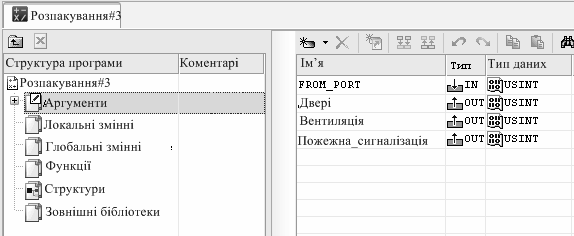 Розпакування#3
Структура програми Коментарі
Розпакування#3
Аргументи
Локальні змінні
Глобальні змінні
Функції
Структури
Зовнішні бібліотеки
Ім’я Тип Тип даних
FROM_PORT IN USINT
Двері OUT USINT
Вентиляція OUT USINT
Пожежна_сигналізація OUT USINT